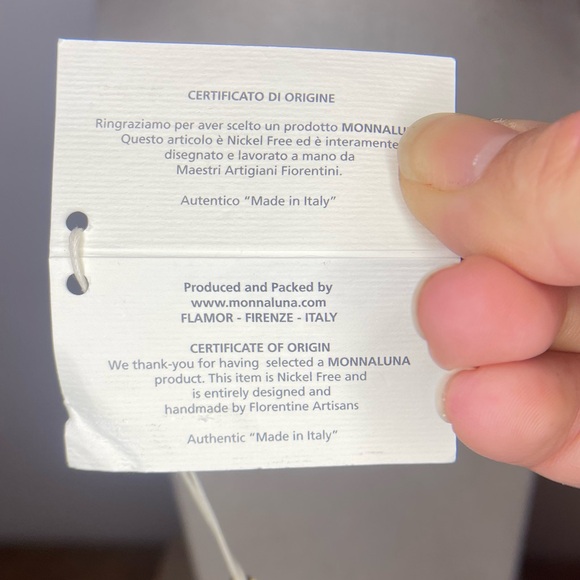 CERTIFICATO DI ORIGINE
Ringraziamo per aver scelto un prodotto
Questo articolo è Nickel Free ed è interamente
disegnato e lavorato a mano da
Maestri Artigiani Fiorentini.
Autentico “Made in Italy”
Produced and Packed by
www.monnaluna.com
FLAMOR - FIRENZE - ITALY
CERTIFICATE OF ORIGIN
We thank-you for having selected a MONNALUNA
product. This item is Nickel Free and
is entirely designed and
handmade by Florentine Artisans
Authentic “Made in Italy”